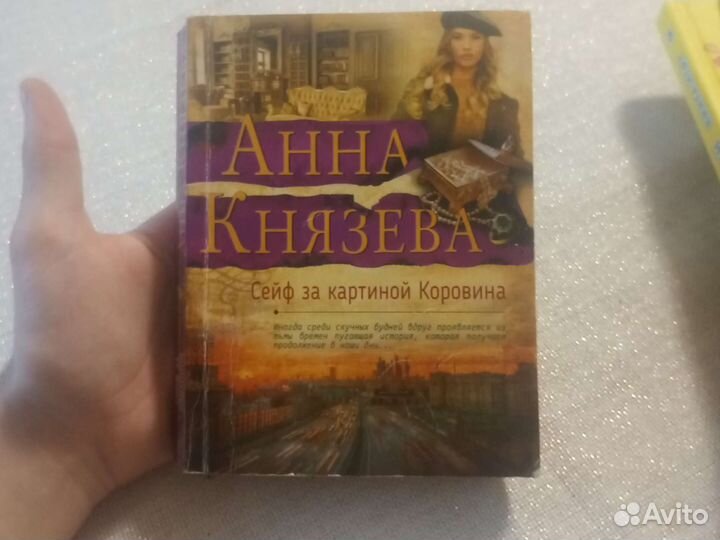 АННА
КНЯЗЕВА
Сейф за картиной Коровина
Иногда среди скучных будней вдруг проявляется из
тьмы времен пугающая история, которая получает
продолжение в наши дни...
Avito